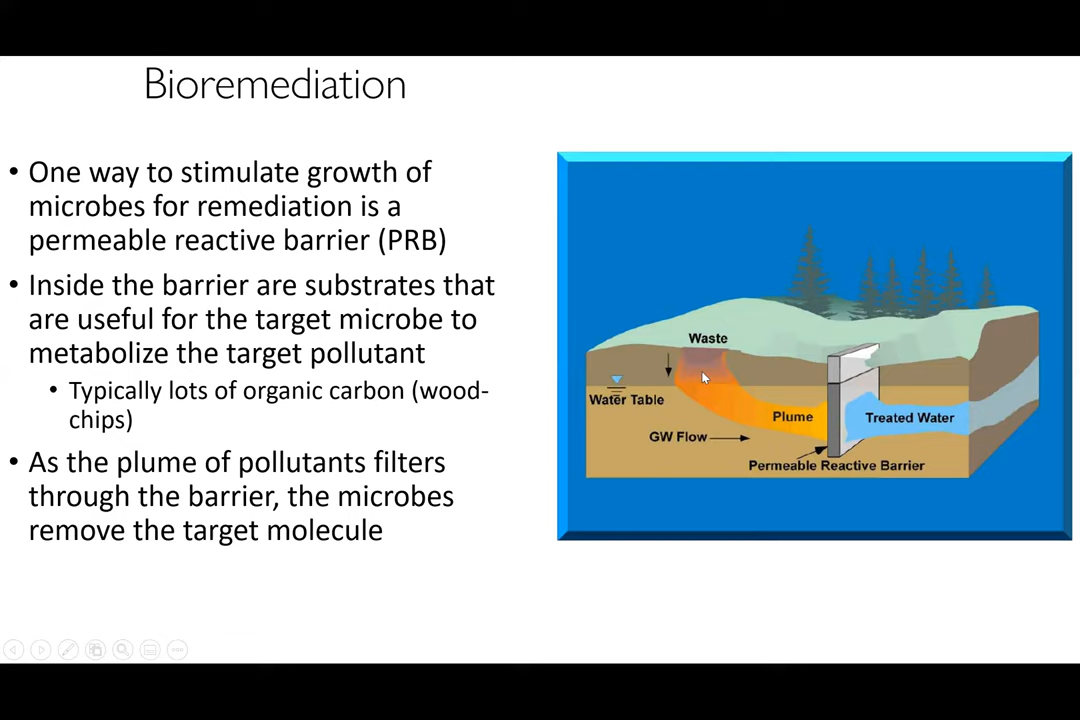 Bioremediation
• One way to stimulate growth of
microbes for remediation is a
permeable reactive barrier (PRB)
• Inside the barrier are substrates that
are useful for the target microbe to
metabolize the target pollutant
• Typically lots of organic carbon (wood-
chips)
• As the plume of pollutants filters
through the barrier, the microbes
remove the target molecule
Waste
Water Table
Plume
Treated Water
GW Flow
Permeable Reactive Barrier